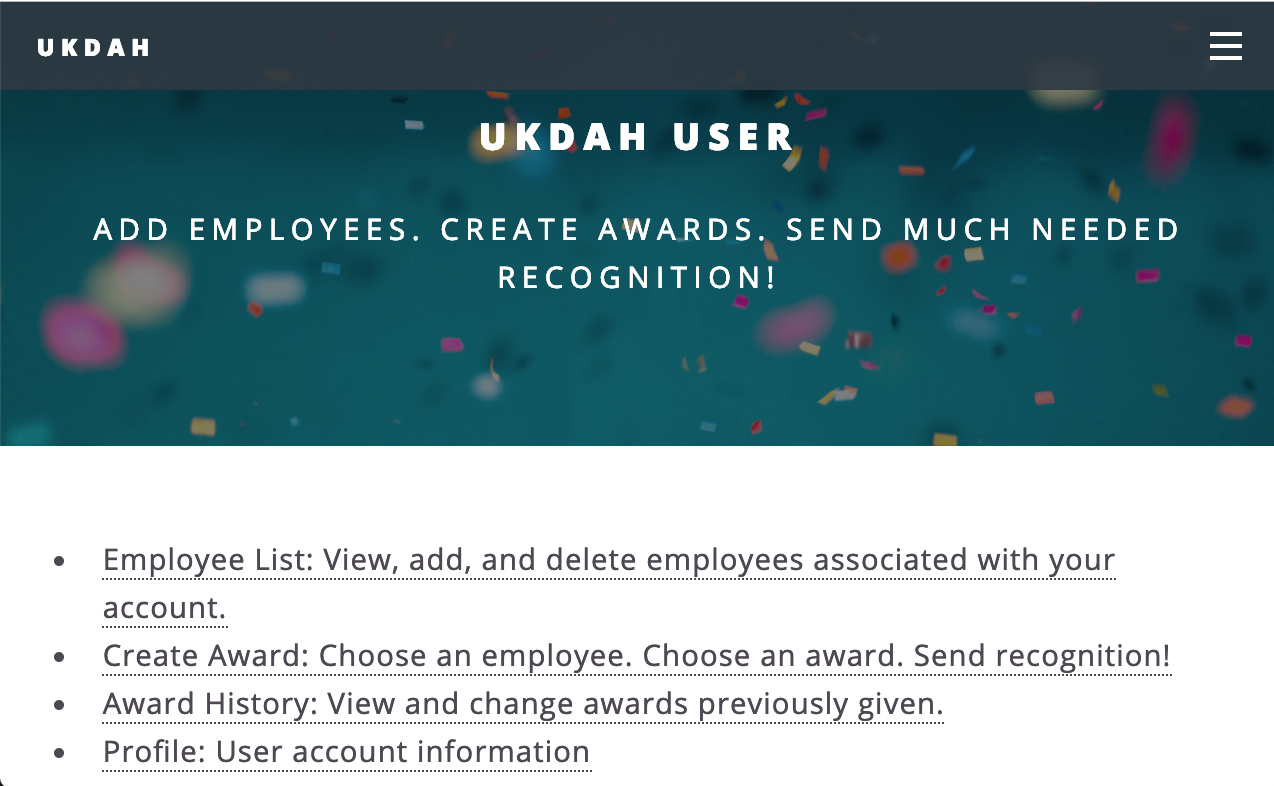 UKDAH
UKDAH USER
ADD EMPLOYEES. CREATE AWARDS. SEND MUCH NEEDED
RECOGNITION!
Employee List: View, add, and delete employees associated with your
account.
Create Award: Choose an employee. Choose an award. Send recognition!
Award History: View and change awards previously given.
Profile: User account information